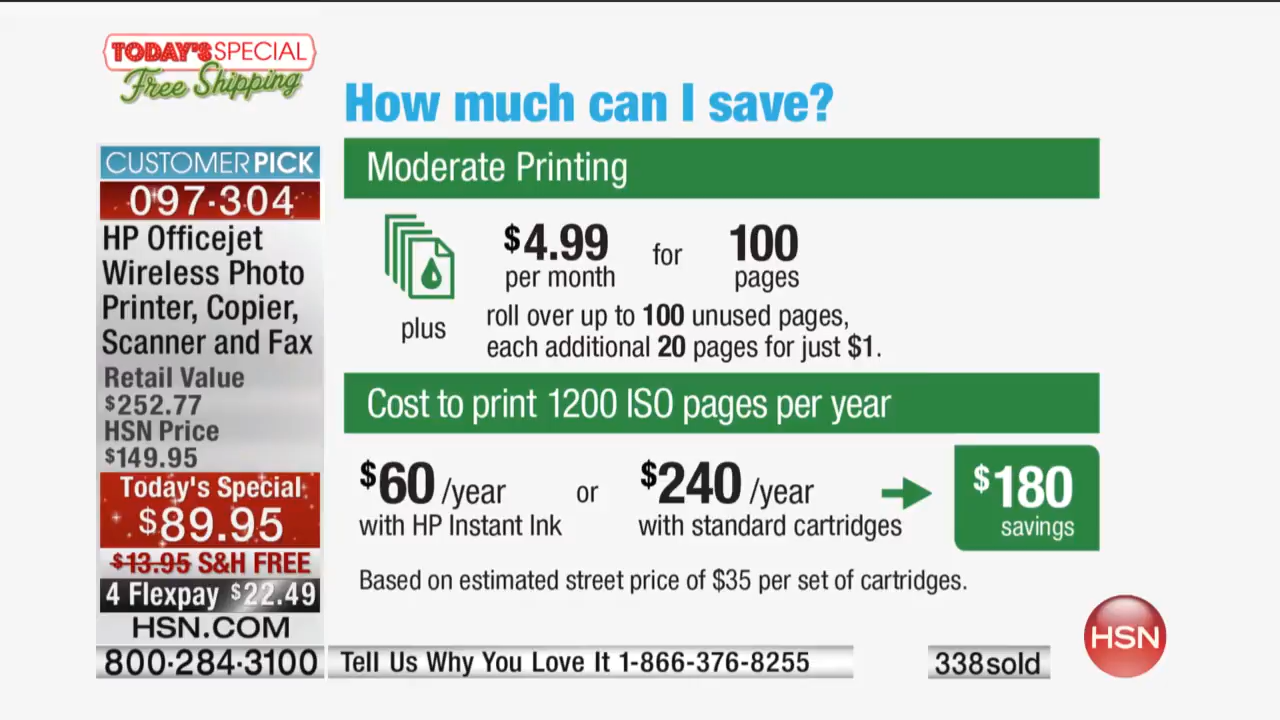 TODAY'S SPECIAL
Free Shipping
CUSTOMER PICK
097-304
HP Officejet
Wireless Photo
Printer, Copier,
Scanner and Fax
Retail Value
$252.77
HSN Price
$149.95
Today's Special
$89.95
$13.95 S&H FREE
4 Flexpay $22.49
HSN.COM
800-284-3100
How much can I save?
Moderate Printing
$4.99 for 100
per month pages
plus
roll over up to 100 unused pages,
each additional 20 pages for just $1.
Cost to print 1200 ISO pages per year
$60 /year or $240 /year
with HP Instant Ink with standard cartridges
$180
savings
Based on estimated street price of $35 per set of cartridges.
HSN
Tell Us Why You Love It 1-866-376-8255
338 sold